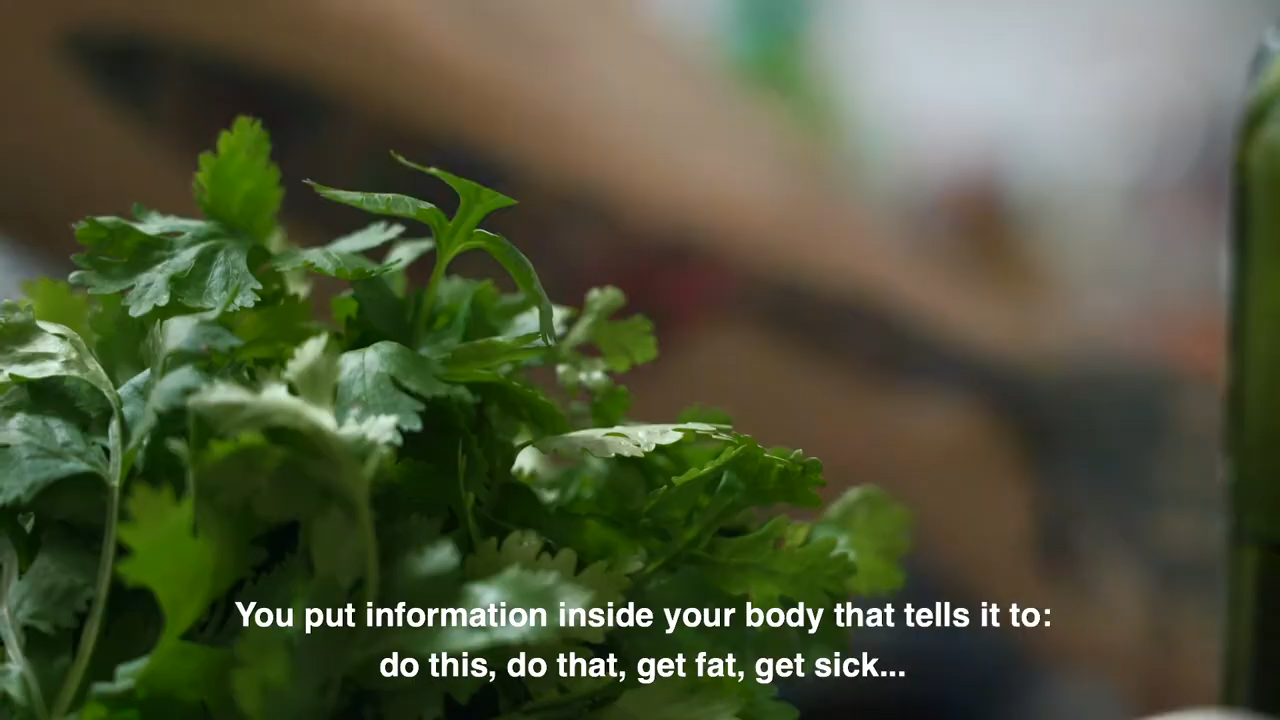 You put information inside your body that tells it to:
do this, do that, get fat, get sick...